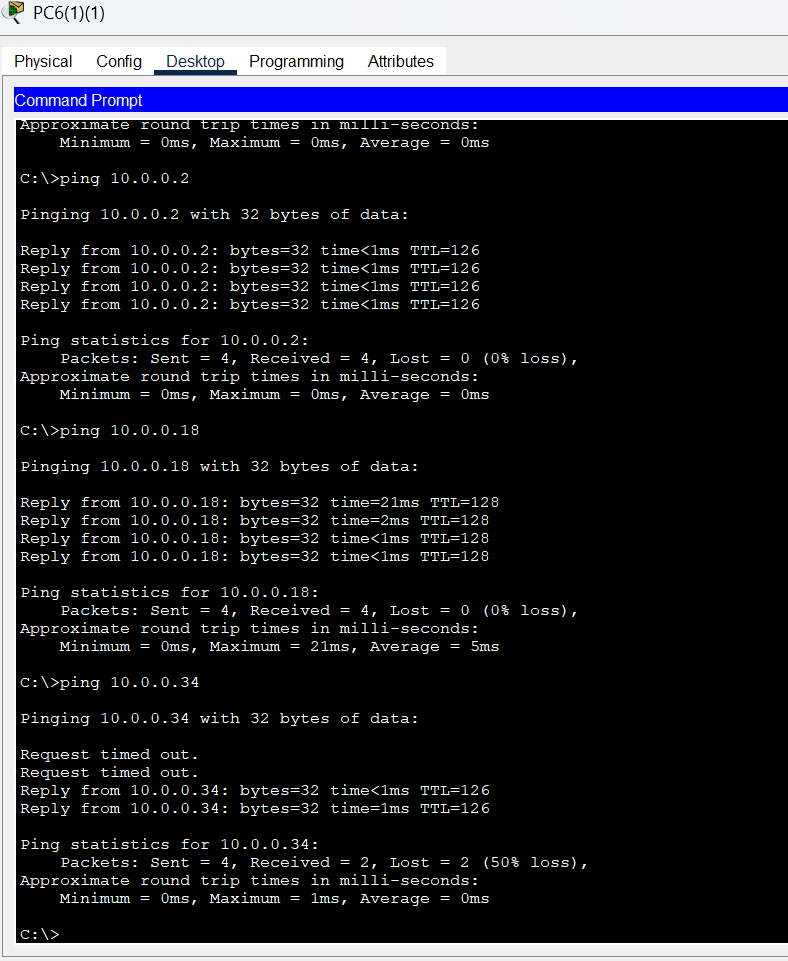 PC6(1)(1)
Physical Config Desktop Programming Attributes
Command Prompt
Approximate round trip times in milli-seconds:
    Minimum = 0ms, Maximum = 0ms, Average = 0ms
C:\>ping 10.0.0.2
Pinging 10.0.0.2 with 32 bytes of data:
Reply from 10.0.0.2: bytes=32 time<1ms TTL=126
Reply from 10.0.0.2: bytes=32 time<1ms TTL=126
Reply from 10.0.0.2: bytes=32 time<1ms TTL=126
Reply from 10.0.0.2: bytes=32 time<1ms TTL=126
Ping statistics for 10.0.0.2:
    Packets: Sent = 4, Received = 4, Lost = 0 (0% loss),
Approximate round trip times in milli-seconds:
    Minimum = 0ms, Maximum = 0ms, Average = 0ms
C:\>ping 10.0.0.18
Pinging 10.0.0.18 with 32 bytes of data:
Reply from 10.0.0.18: bytes=32 time=21ms TTL=128
Reply from 10.0.0.18: bytes=32 time=2ms TTL=128
Reply from 10.0.0.18: bytes=32 time<1ms TTL=128
Reply from 10.0.0.18: bytes=32 time<1ms TTL=128
Ping statistics for 10.0.0.18:
    Packets: Sent = 4, Received = 4, Lost = 0 (0% loss),
Approximate round trip times in milli-seconds:
    Minimum = 0ms, Maximum = 21ms, Average = 5ms
C:\>ping 10.0.0.34
Pinging 10.0.0.34 with 32 bytes of data:
Request timed out.
Request timed out.
Reply from 10.0.0.34: bytes=32 time<1ms TTL=126
Reply from 10.0.0.34: bytes=32 time=1ms TTL=126
Ping statistics for 10.0.0.34:
    Packets: Sent = 4, Received = 2, Lost = 2 (50% loss),
Approximate round trip times in milli-seconds:
    Minimum = 0ms, Maximum = 1ms, Average = 0ms
C:\>